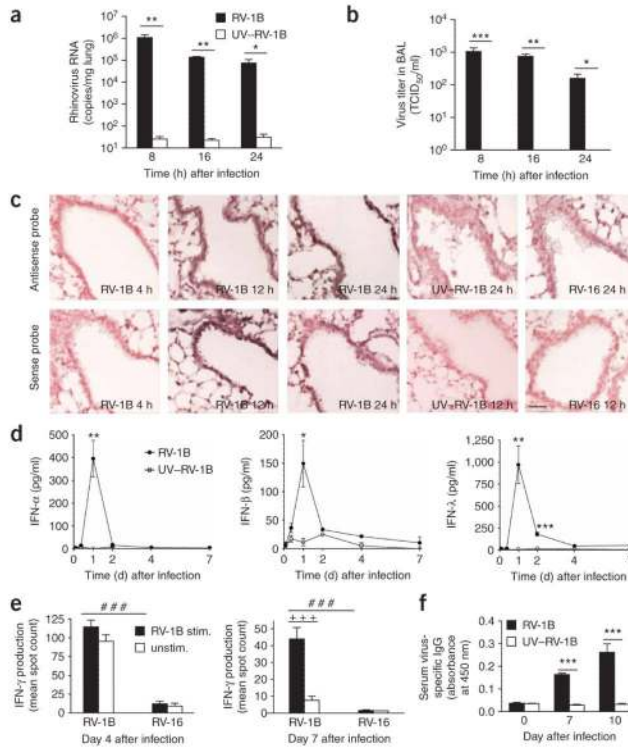 a
Rhinovirus RNA
(copies/mg lung)
10⁷
10⁶
10⁵
10⁴
10³
10²
10¹
**
**
*
RV-1B
UV–RV-1B
8 16 24
Time (h) after infection
b
Virus titer in BAL
(TCID₅₀/ml)
10⁴
10³
10²
10¹
10⁰
***
**
*
8 16 24
Time (h) after infection
c
Antisense probe
RV-1B 4 h
RV-1B 12 h
RV-1B 24 h
UV–RV-1B 24 h
RV-16 24 h
Sense probe
RV-1B 4 h
RV-1B 12 h
RV-1B 24 h
UV–RV-1B 12 h
RV-16 12 h
d
IFN-α (pg/ml)
500
400
300
200
100
0
**
RV-1B
UV–RV-1B
0 1 2 4 7
Time (d) after infection
IFN-β (pg/ml)
200
150
100
50
25
0
*
0 1 2 4 7
Time (d) after infection
IFN-λ (pg/ml)
1,250
1,000
750
500
250
0
**
***
0 1 2 4 7
Time (d) after infection
e
IFN-γ production
(mean spot count)
125
100
75
50
25
0
# # #
RV-1B stim.
unstim.
RV-1B RV-16
Day 4 after infection
IFN-γ production
(mean spot count)
50
40
30
20
10
0
# # #
+ + +
RV-1B RV-16
Day 7 after infection
f
Serum virus-
specific IgG
(absorbance
at 450 nm)
0.4
0.3
0.2
0.1
0
RV-1B
UV–RV-1B
***
***
0 7 10
Day after infection